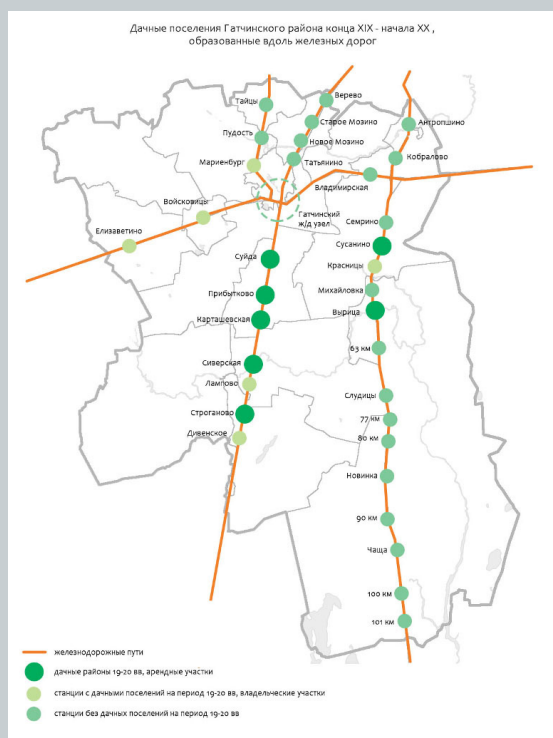 Дачные поселения Гатчинского района конца XIX - начала XX ,
образованные вдоль железных дорог
Верево
Тайцы
Старое Мозино
Антропшино
Пудость
Новое Мозино
Мариенбург
Татьянино
Кобралово
Владимирская
Войсковицы
Гатчинский
ж/д узел
Семрино
Елизаветино
Сусанино
Суйда
Красницы
Прибытково
Михайловка
Карташевская
Вырица
63 км
Сиверская
Лампово
Слудицы
Строганово
77 км
Дивенское
80 км
Новинка
90 км
Чаща
100 км
101 км
железнодорожные пути
дачные районы 19-20 вв, арендные участки
станции с дачными поселений на период 19-20 вв, владельческие участки
станции без дачных поселений на период 19-20 вв